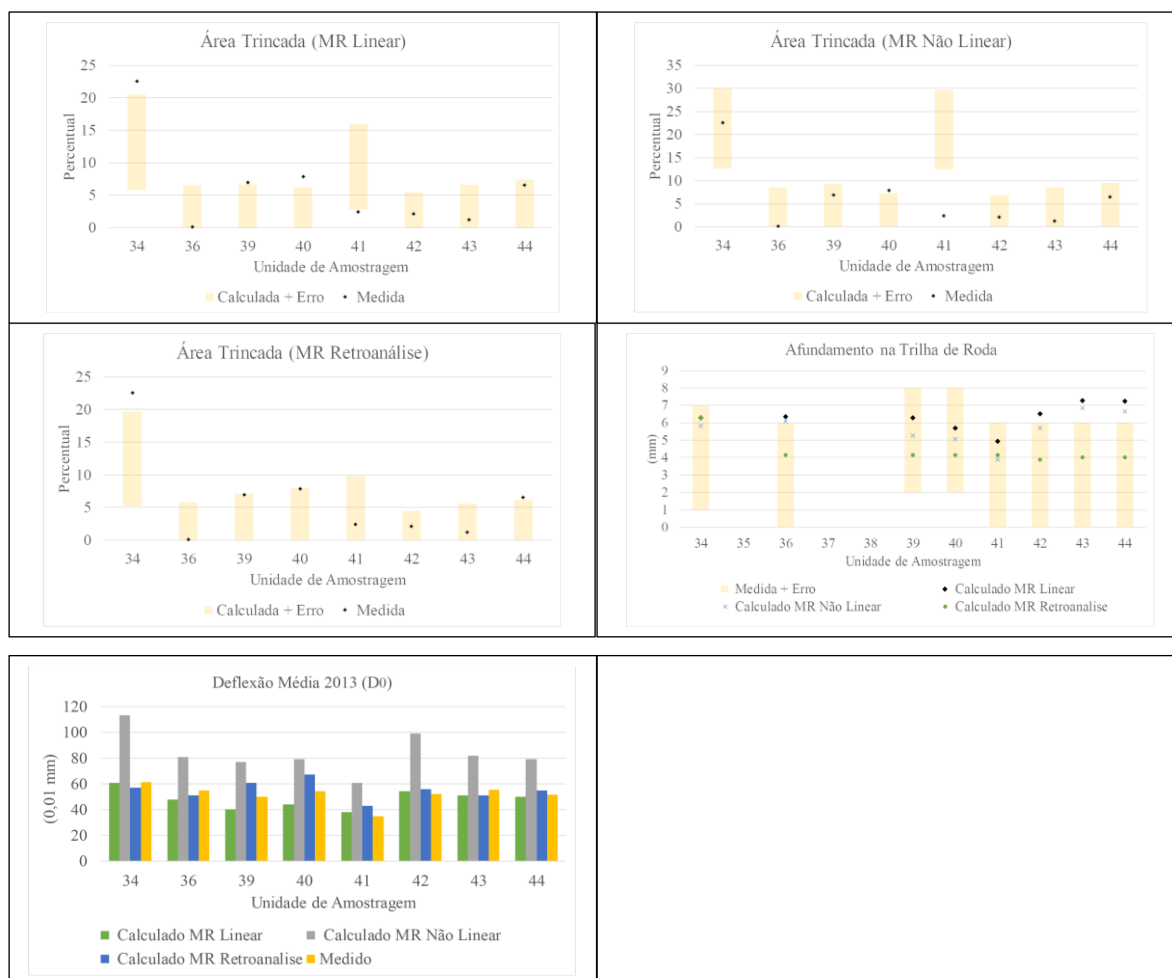 Área Trincada (MR Linear)
25
20
15
10
5
0
Percentual
34 36 39 40 41 42 43 44
Unidade de Amostragem
Calculada + Erro Medida
Área Trincada (MR Não Linear)
35
30
25
20
15
10
5
0
Percentual
34 36 39 40 41 42 43 44
Unidade de Amostragem
Calculada + Erro Medida
Área Trincada (MR Retroanálise)
25
20
15
10
5
0
Percentual
34 36 39 40 41 42 43 44
Unidade de Amostragem
Calculada + Erro Medida
Afundamento na Trilha de Roda
9
8
7
6
5
4
3
2
1
0
(mm)
34 35 36 37 38 39 40 41 42 43 44
Unidade de Amostragem
Medida + Erro Calculado MR Linear
Calculado MR Não Linear Calculado MR Retroanalise
Deflexão Média 2013 (D0)
120
100
80
60
40
20
0
(0,01 mm)
34 36 39 40 41 42 43 44
Unidade de Amostragem
Calculado MR Linear Calculado MR Não Linear
Calculado MR Retroanalise Medido